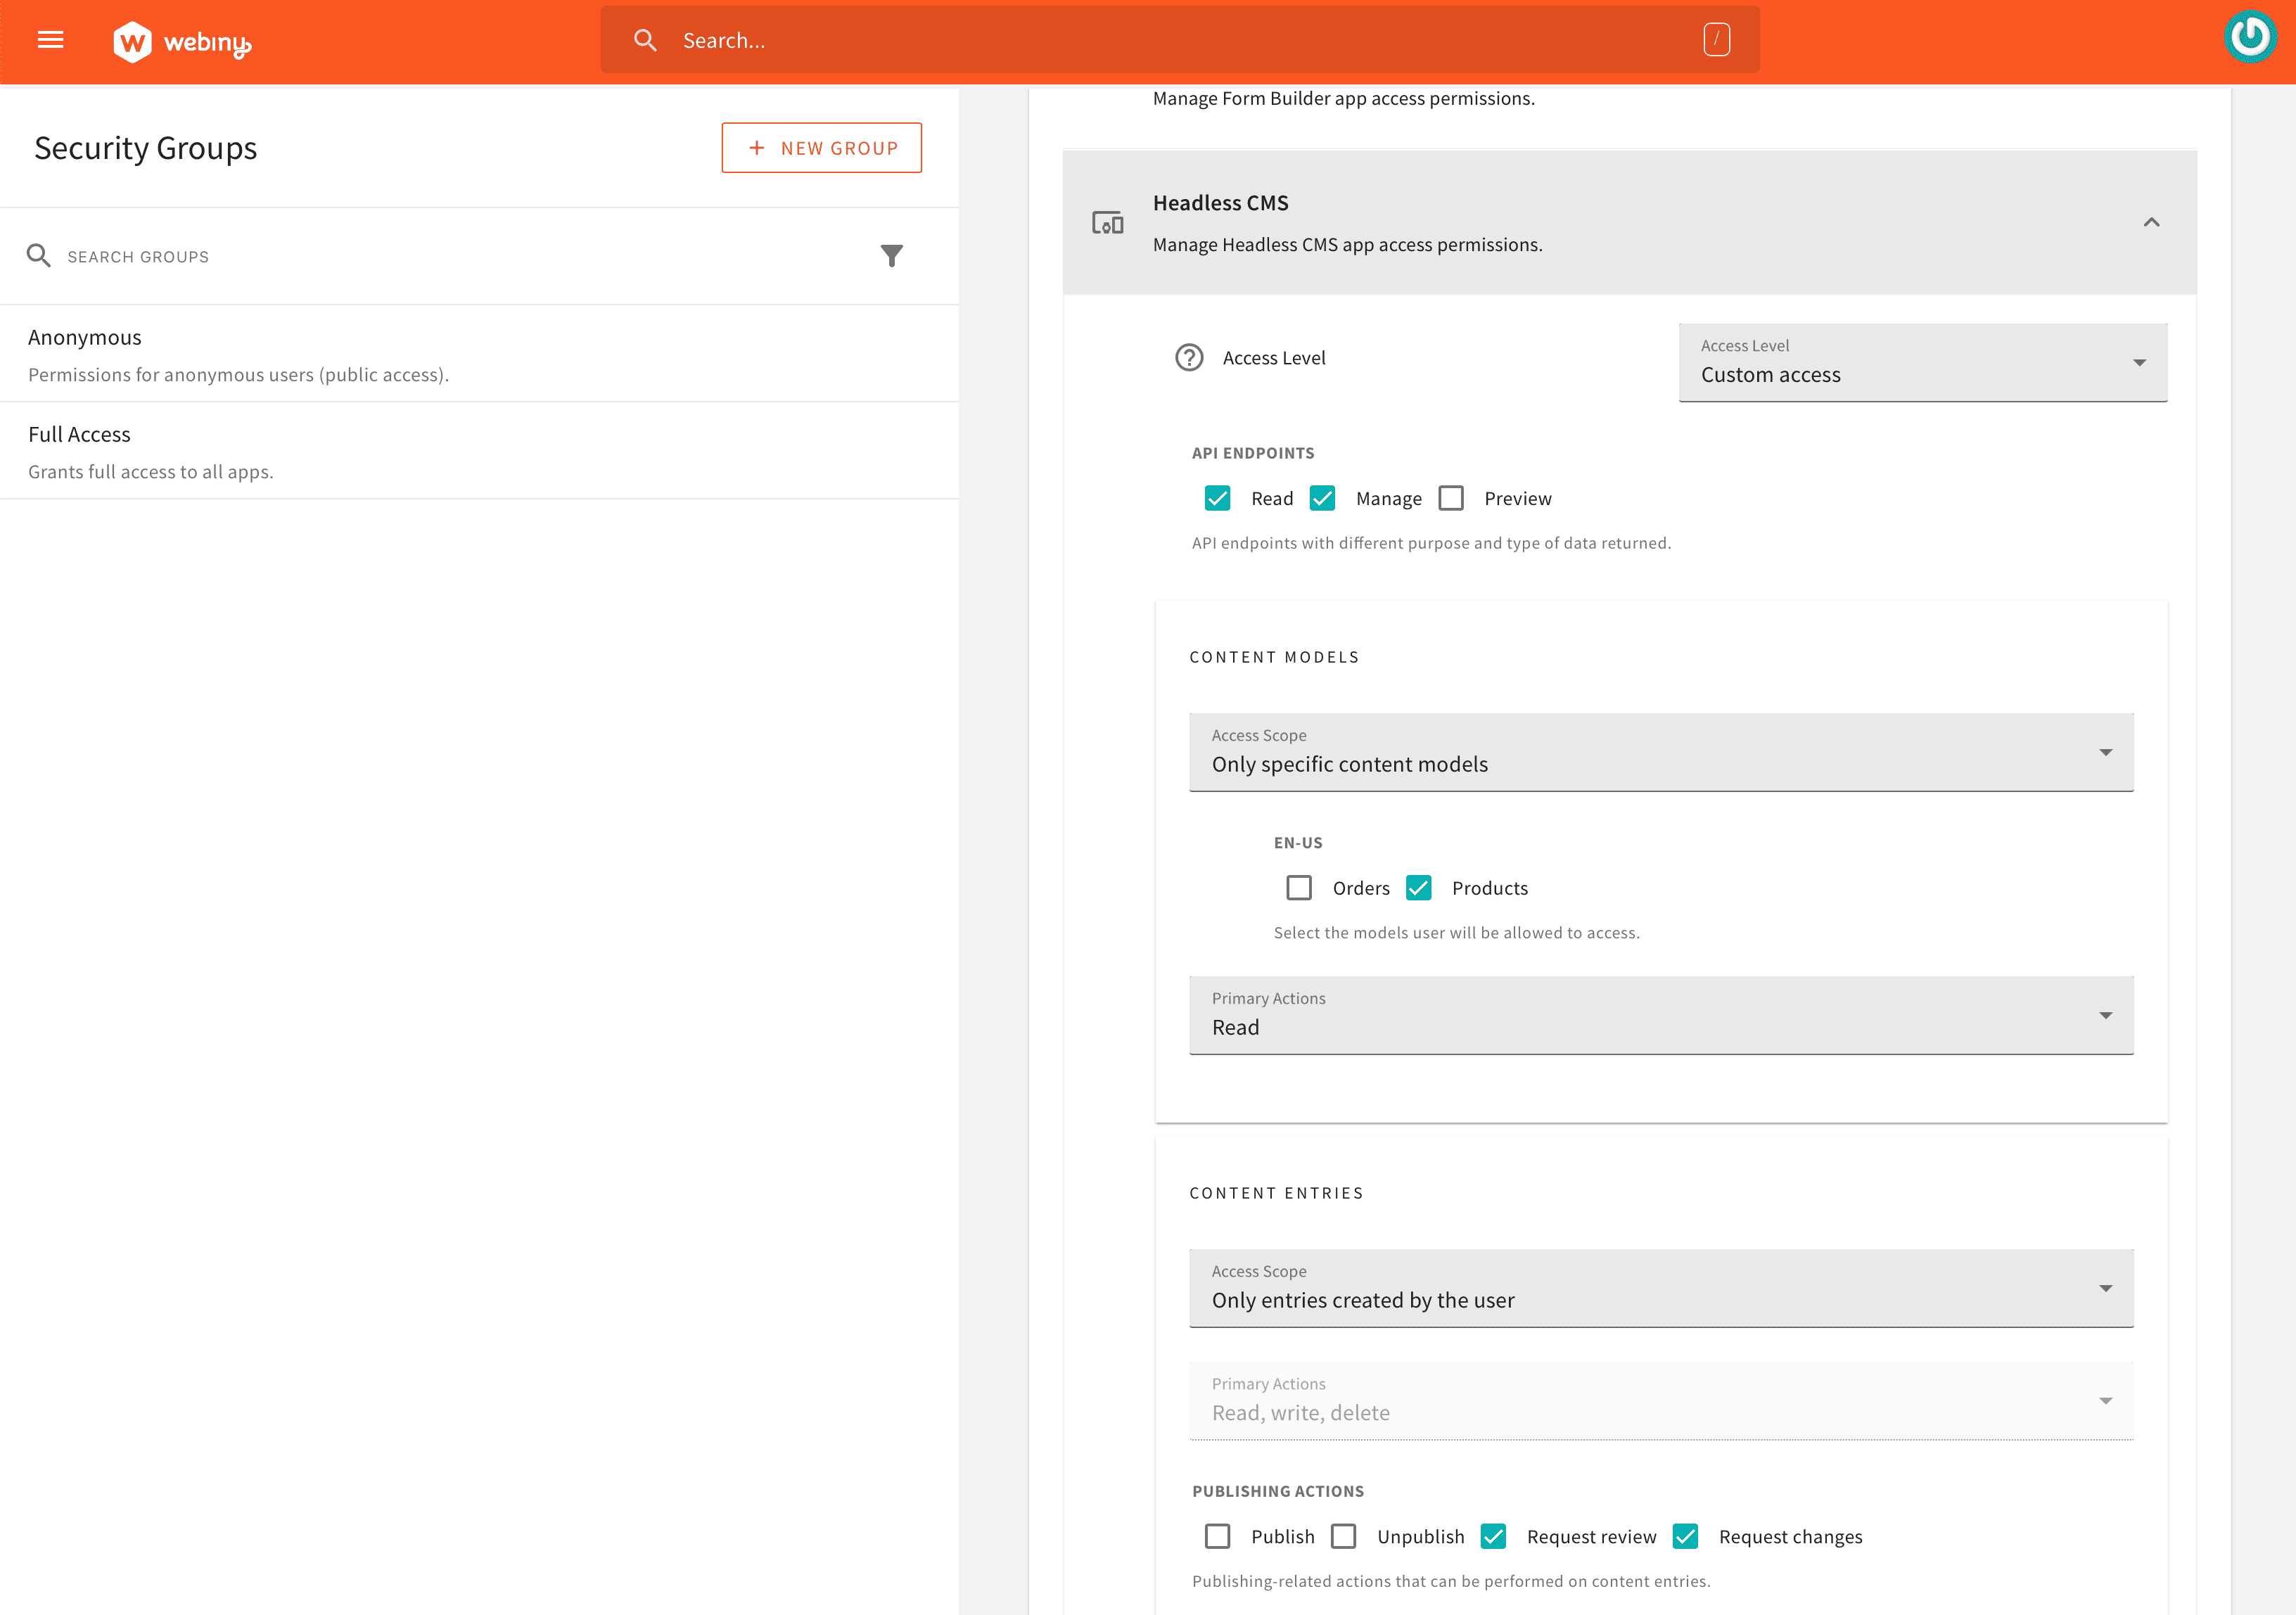 webiny
Search...
/
Security Groups
+ NEW GROUP
SEARCH GROUPS
Anonymous
Permissions for anonymous users (public access).
Full Access
Grants full access to all apps.
Manage Form Builder app access permissions.
Headless CMS
Manage Headless CMS app access permissions.
Access Level
Access Level
Custom access
API ENDPOINTS
Read Manage Preview
API endpoints with different purpose and type of data returned.
CONTENT MODELS
Access Scope
Only specific content models
EN-US
Orders Products
Select the models user will be allowed to access.
Primary Actions
Read
CONTENT ENTRIES
Access Scope
Only entries created by the user
Primary Actions
Read, write, delete
PUBLISHING ACTIONS
Publish Unpublish Request review Request changes
Publishing-related actions that can be performed on content entries.